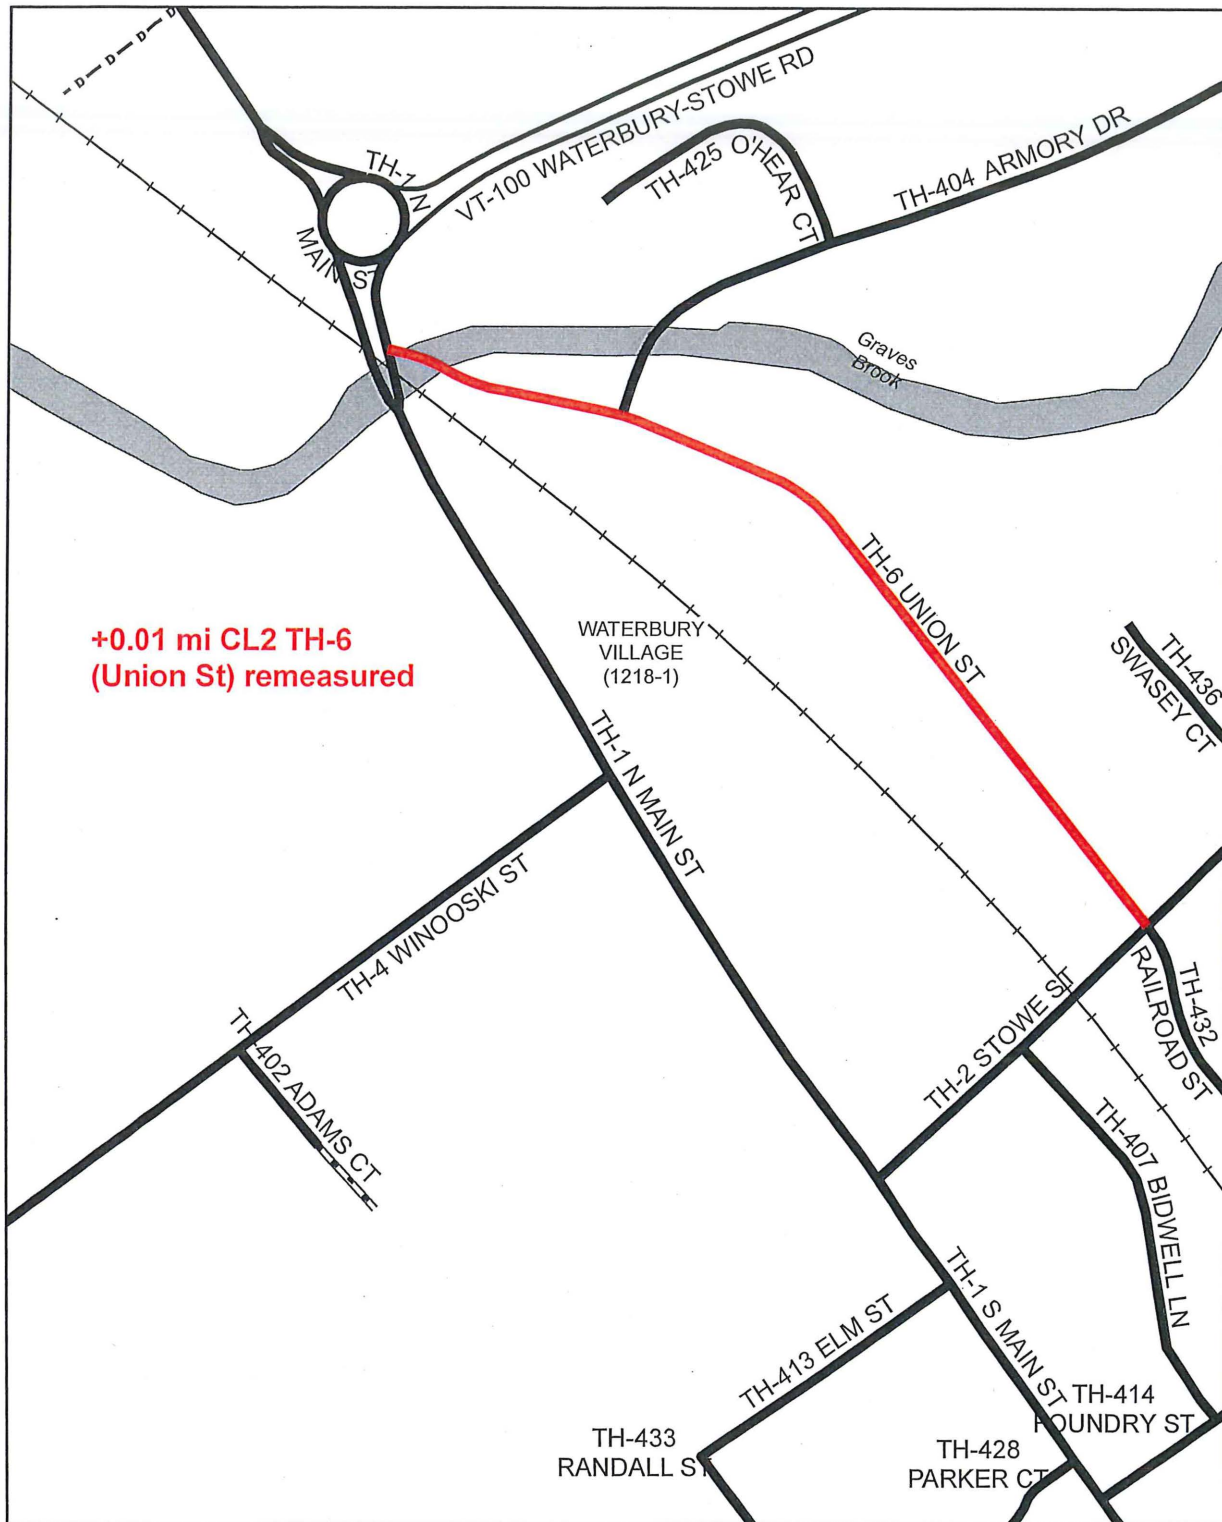 D D D
TH-1 N
MAIN ST
VT-100 WATERBURY-STOWE RD
TH-425 O'HEAR CT
TH-404 ARMORY DR
Graves
Brook
TH-6 UNION ST
+0.01 mi CL2 TH-6
(Union St) remeasured
WATERBURY
VILLAGE
(1218-1)
TH-436
SWASEY CT
TH-1 N MAIN ST
TH-4 WINOOSKI ST
TH-402 ADAMS CT
TH-2 STOWE ST
TH-432
RAILROAD ST
TH-407 BIDWELL LN
TH-1 S MAIN ST
TH-413 ELM ST
TH-414
FOUNDRY ST
TH-433
RANDALL ST
TH-428
PARKER CT